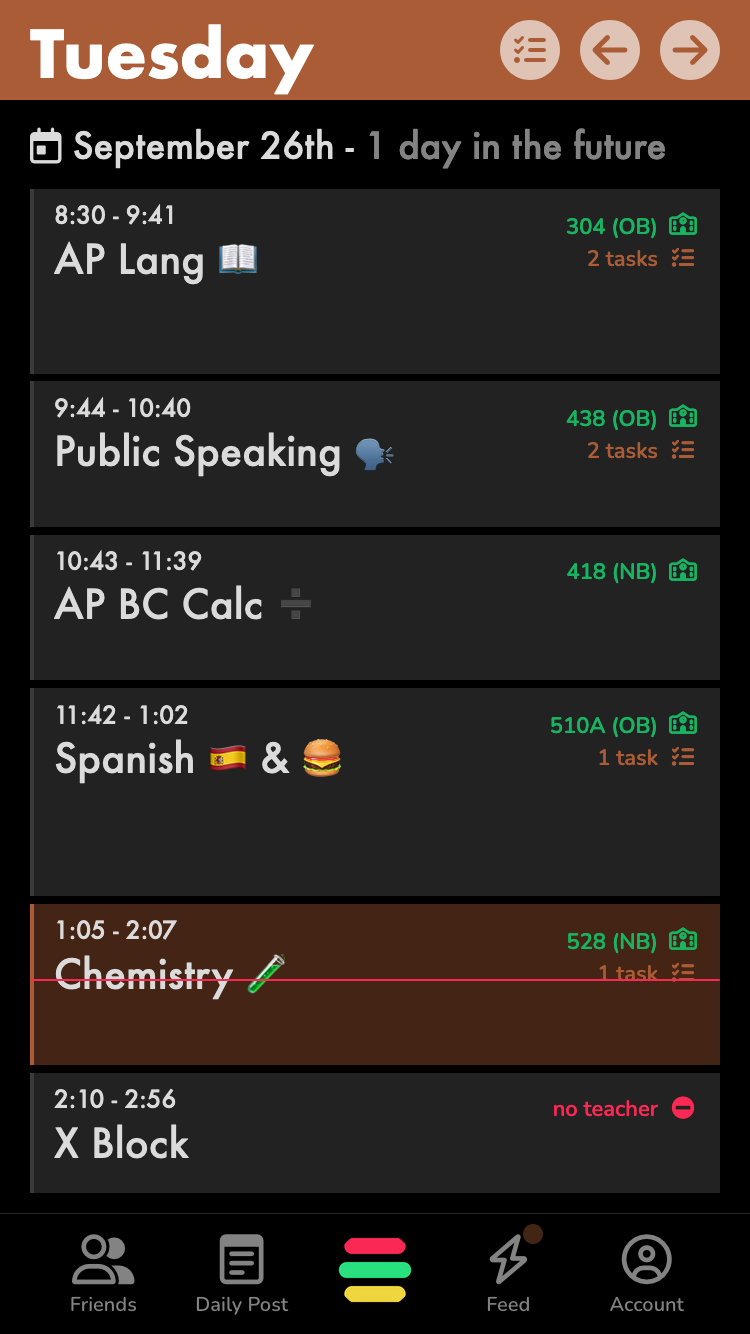 Tuesday
September 26th - 1 day in the future
8:30 - 9:41
304 (OB)
AP Lang
2 tasks
9:44 - 10:40
438 (OB)
Public Speaking
2 tasks
10:43 - 11:39
418 (NB)
AP BC Calc ➗
11:42 - 1:02
510A (OB)
Spanish 🇪🇸 & 🍔
1 task
1:05 - 2:07
528 (NB)
Chemistry
1 task
2:10 - 2:56
no teacher
X Block
Friends
Daily Post
Feed
Account